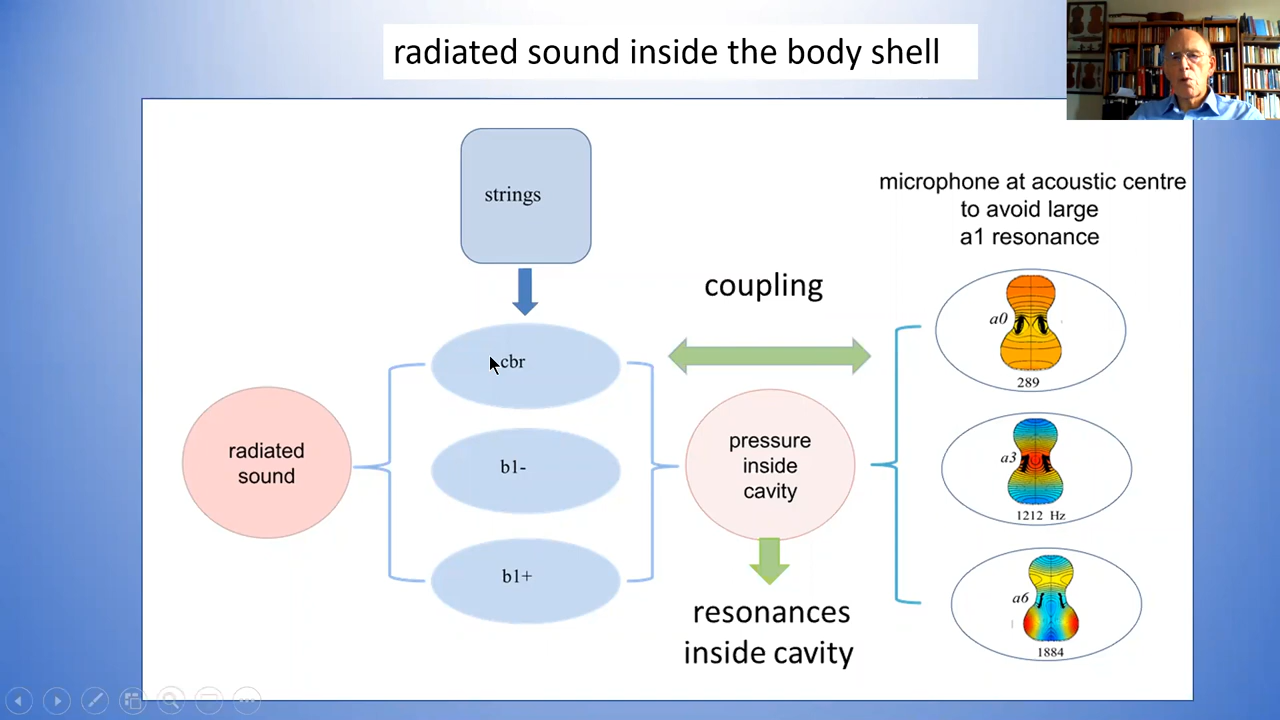 radiated sound inside the body shell
strings
microphone at acoustic centre
to avoid large
a1 resonance
coupling
a0
289
cbr
radiated
sound
b1-
pressure
inside
cavity
a3
1212 Hz
b1+
a6
1884
resonances
inside cavity